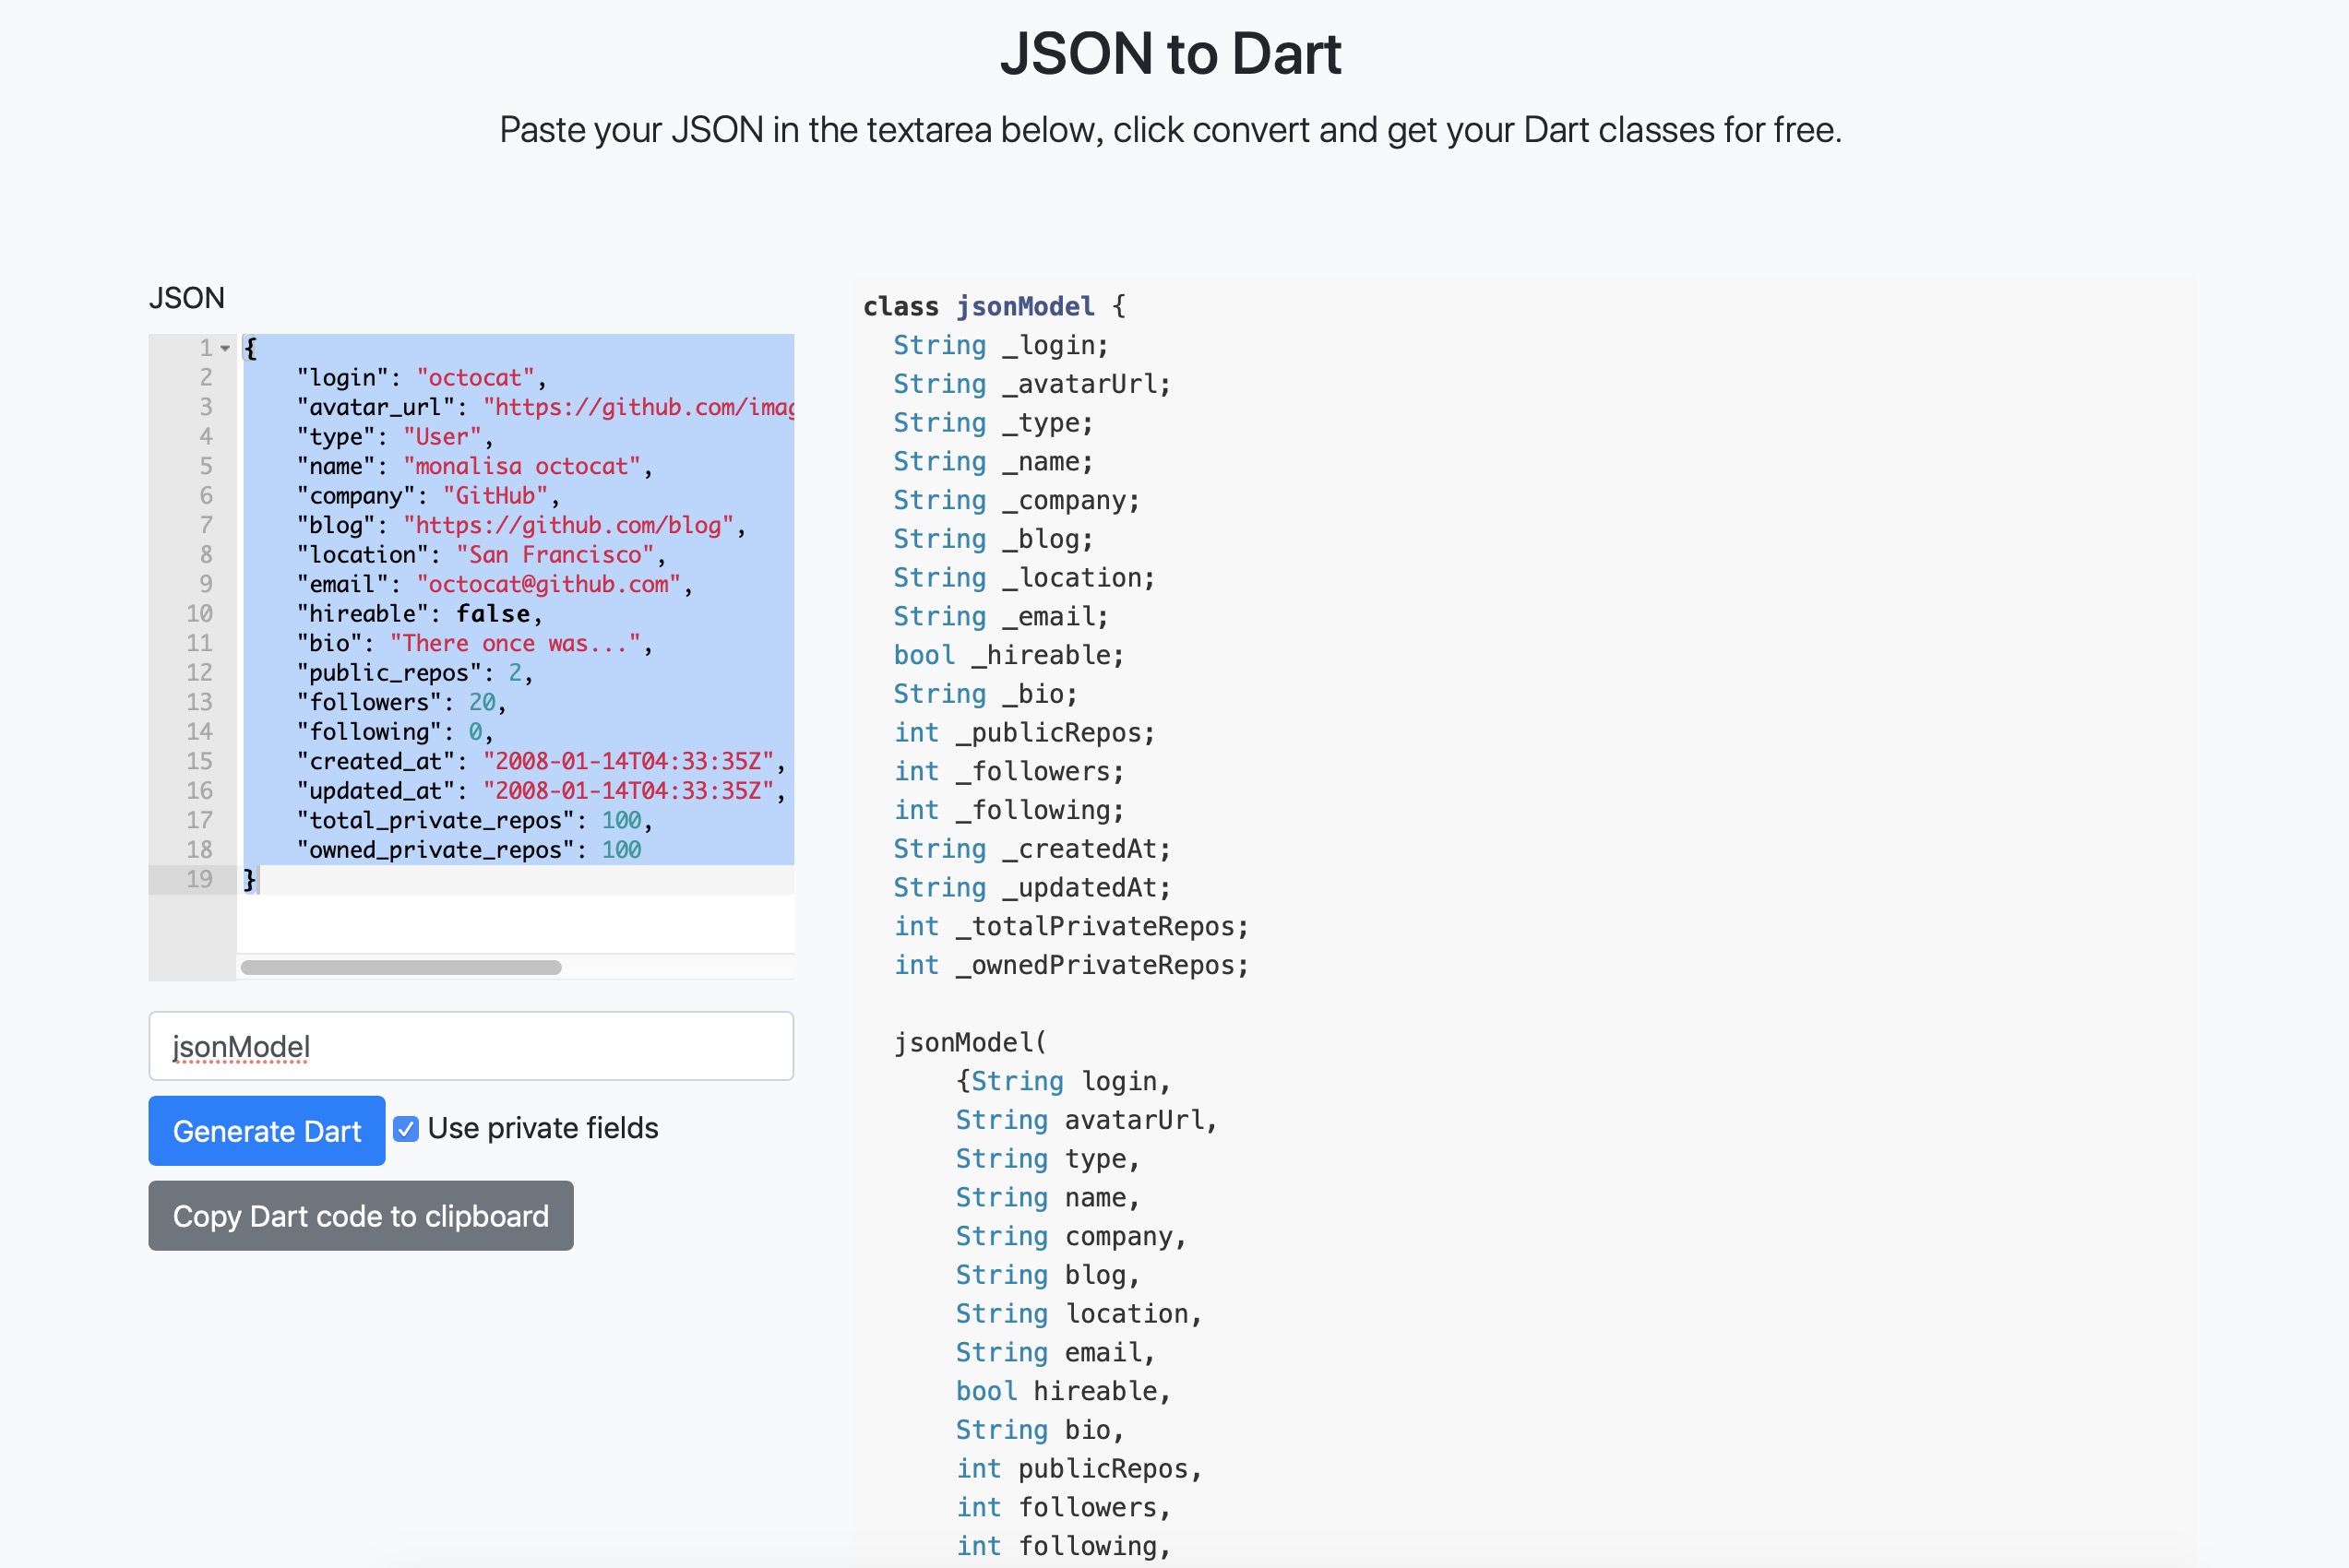 JSON to Dart
Paste your JSON in the textarea below, click convert and get your Dart classes for free.
JSON
1 {
2 "login": "octocat",
3 "avatar_url": "https://github.com/imag
4 "type": "User",
5 "name": "monalisa octocat",
6 "company": "GitHub",
7 "blog": "https://github.com/blog",
8 "location": "San Francisco",
9 "email": "octocat@github.com",
10 "hireable": false,
11 "bio": "There once was...",
12 "public_repos": 2,
13 "followers": 20,
14 "following": 0,
15 "created_at": "2008-01-14T04:33:35Z",
16 "updated_at": "2008-01-14T04:33:35Z",
17 "total_private_repos": 100,
18 "owned_private_repos": 100
19 }
jsonModel
Generate Dart Use private fields
Copy Dart code to clipboard
class jsonModel {
String _login;
String _avatarUrl;
String _type;
String _name;
String _company;
String _blog;
String _location;
String _email;
bool _hireable;
String _bio;
int _publicRepos;
int _followers;
int _following;
String _createdAt;
String _updatedAt;
int _totalPrivateRepos;
int _ownedPrivateRepos;
jsonModel(
{String login,
String avatarUrl,
String type,
String name,
String company,
String blog,
String location,
String email,
bool hireable,
String bio,
int publicRepos,
int followers,
int following,